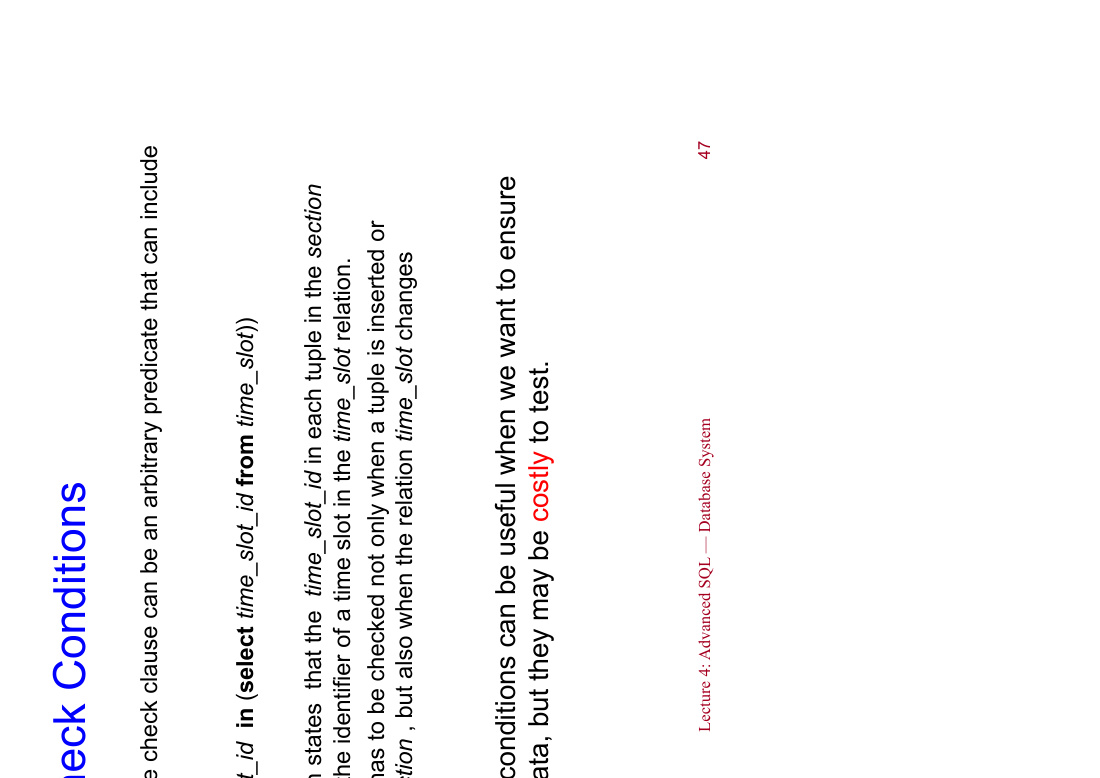 heck Conditions
e check clause can be an arbitrary predicate that can include
t_id in (select time_slot_id from time_slot))
n states that the time_slot_id in each tuple in the section
the identifier of a time slot in the time_slot relation.
has to be checked not only when a tuple is inserted or
ction , but also when the relation time_slot changes
conditions can be useful when we want to ensure
ata, but they may be costly to test.
Lecture 4: Advanced SQL — Database System 47